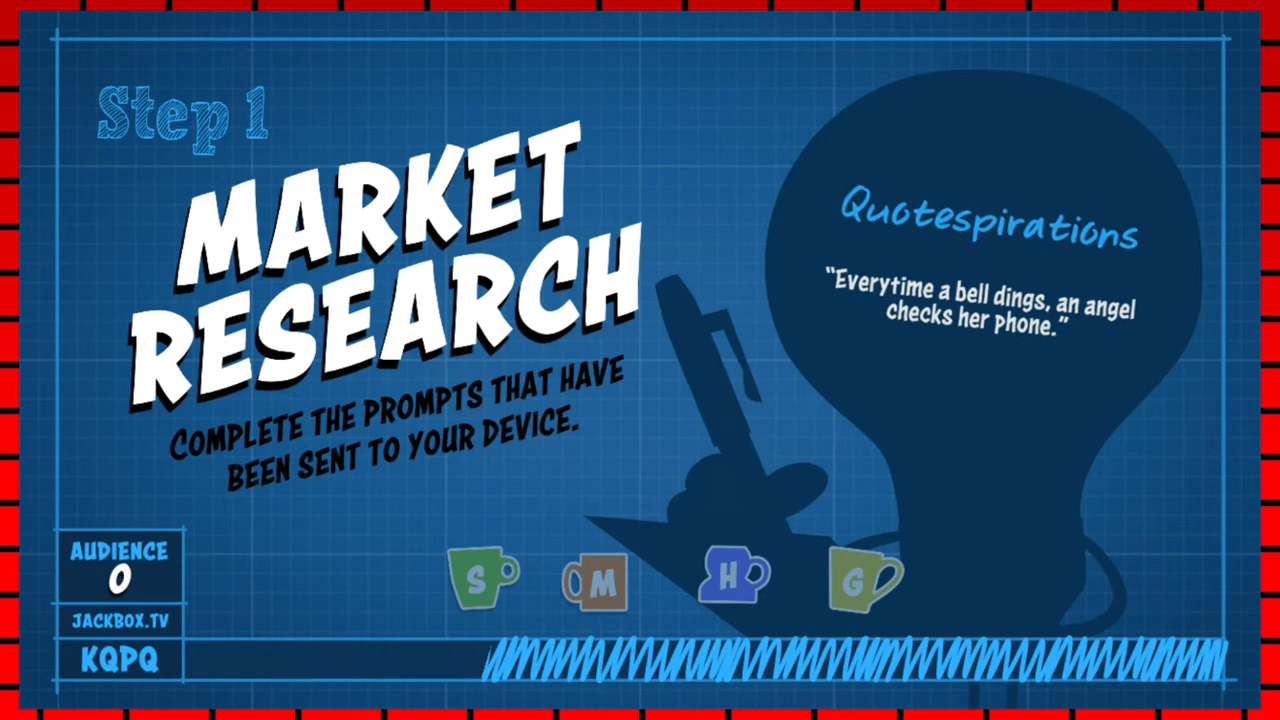 Step 1
MARKET
RESEARCH
COMPLETE THE PROMPTS THAT HAVE
BEEN SENT TO YOUR DEVICE.
Quotespirations
"Everytime a bell dings, an angel
checks her phone."
AUDIENCE
0
JACKBOX.TV
KQPQ
S
M
H
G